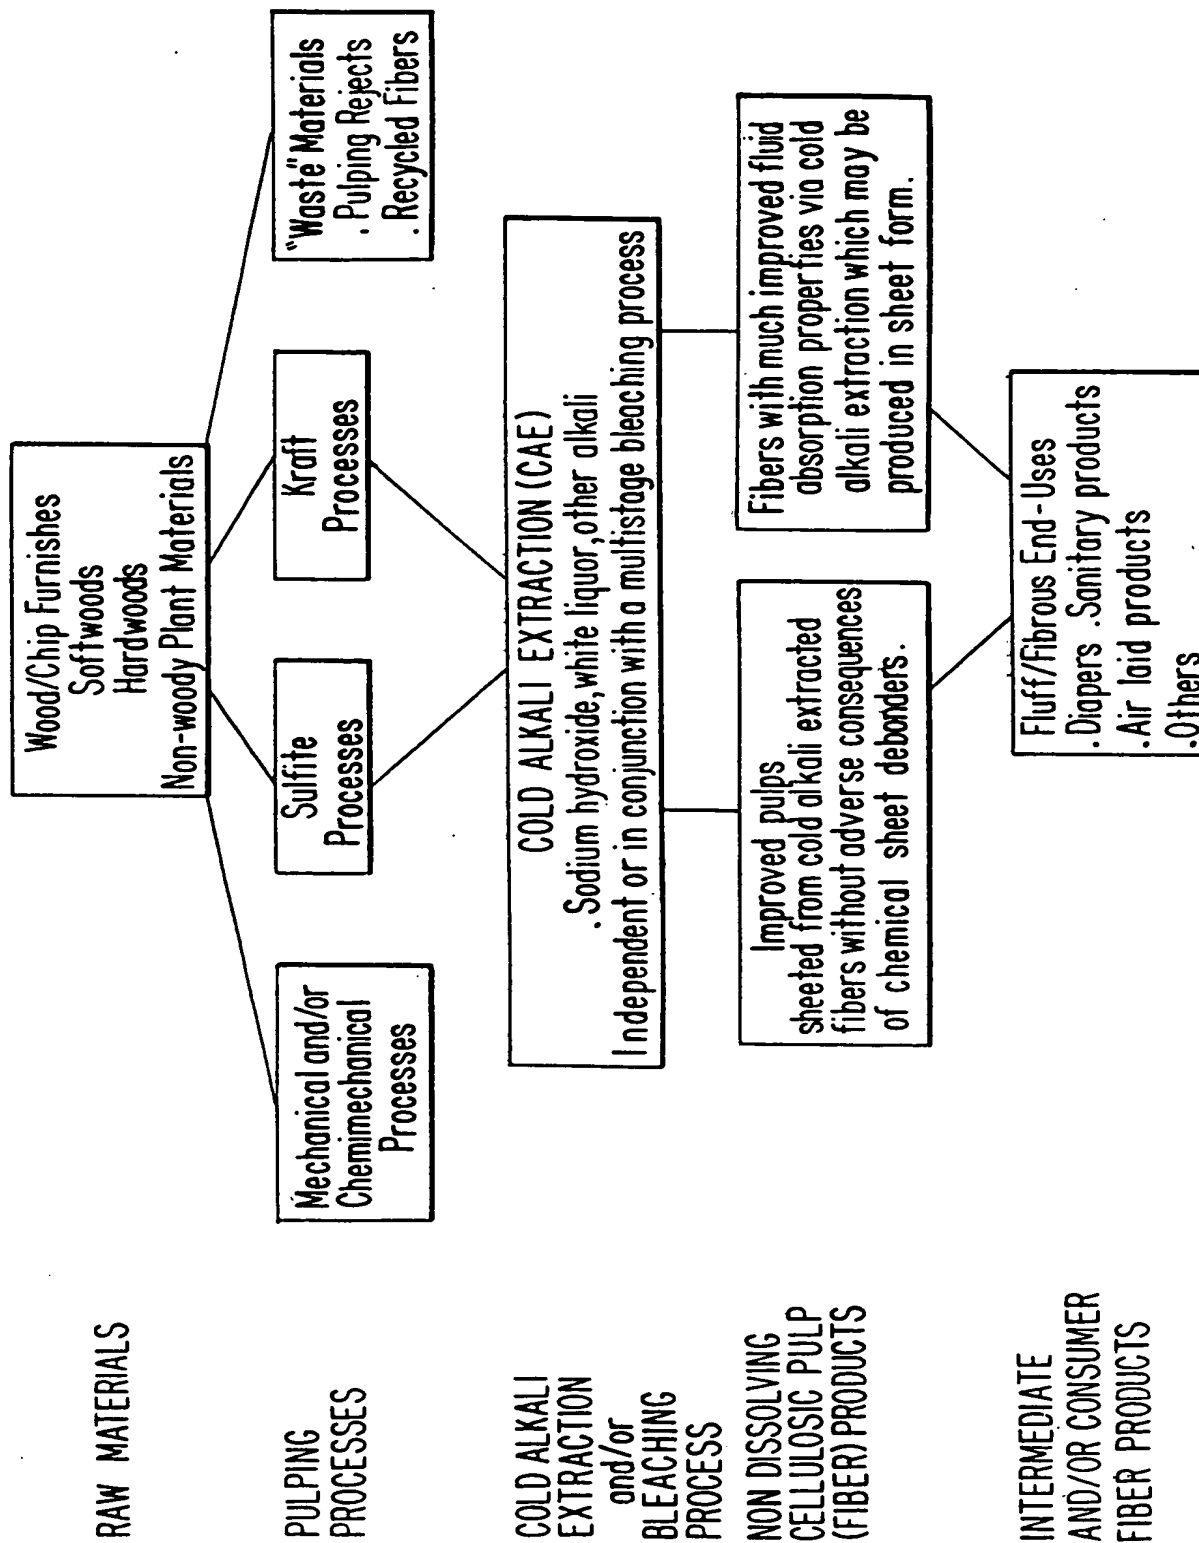 RAW MATERIALS
Wood/Chip Furnishes
Softwoods
Hardwoods
Non-woody Plant Materials
PULPING
PROCESSES
Mechanical and/or
Chemimechanical
Processes
Sulfite
Processes
Kraft
Processes
"Waste" Materials
. Pulping Rejects
. Recycled Fibers
COLD ALKALI
EXTRACTION
and/or
BLEACHING
PROCESS
COLD ALKALI EXTRACTION (CAE)
. Sodium hydroxide, white liquor, other alkali
Independent or in conjunction with a multistage bleaching process
NON DISSOLVING
CELLULOSIC PULP
(FIBER) PRODUCTS
Improved pulps
sheeted from cold alkali extracted
fibers without adverse consequences
of chemical sheet debonders.
Fibers with much improved fluid
absorption properties via cold
alkali extraction which may be
produced in sheet form.
INTERMEDIATE
AND/OR CONSUMER
FIBER PRODUCTS
Fluff/Fibrous End-Uses
. Diapers . Sanitary products
. Air laid products
. Others